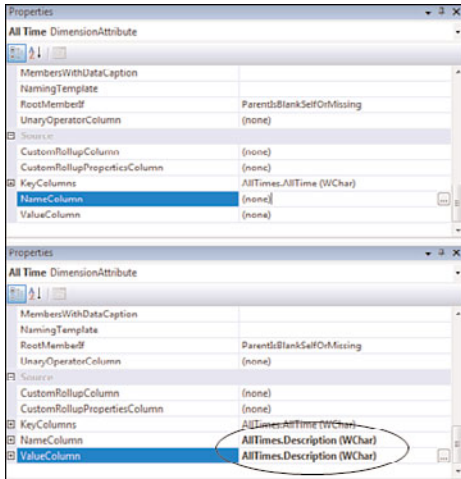 Properties
All Time DimensionAttribute
MembersWithDataCaption
NamingTemplate
RootMemberIf ParentIsBlankSelfOrMissing
UnaryOperatorColumn (none)
Source
CustomRollupColumn (none)
CustomRollupPropertiesColumn (none)
KeyColumns AllTimes.AllTime (WChar)
NameColumn (none)
ValueColumn (none)
Properties
All Time DimensionAttribute
MembersWithDataCaption
NamingTemplate
RootMemberIf ParentIsBlankSelfOrMissing
UnaryOperatorColumn (none)
Source
CustomRollupColumn (none)
CustomRollupPropertiesColumn (none)
KeyColumns AllTimes.AllTime (WChar)
NameColumn AllTimes.Description (WChar)
ValueColumn AllTimes.Description (WChar)